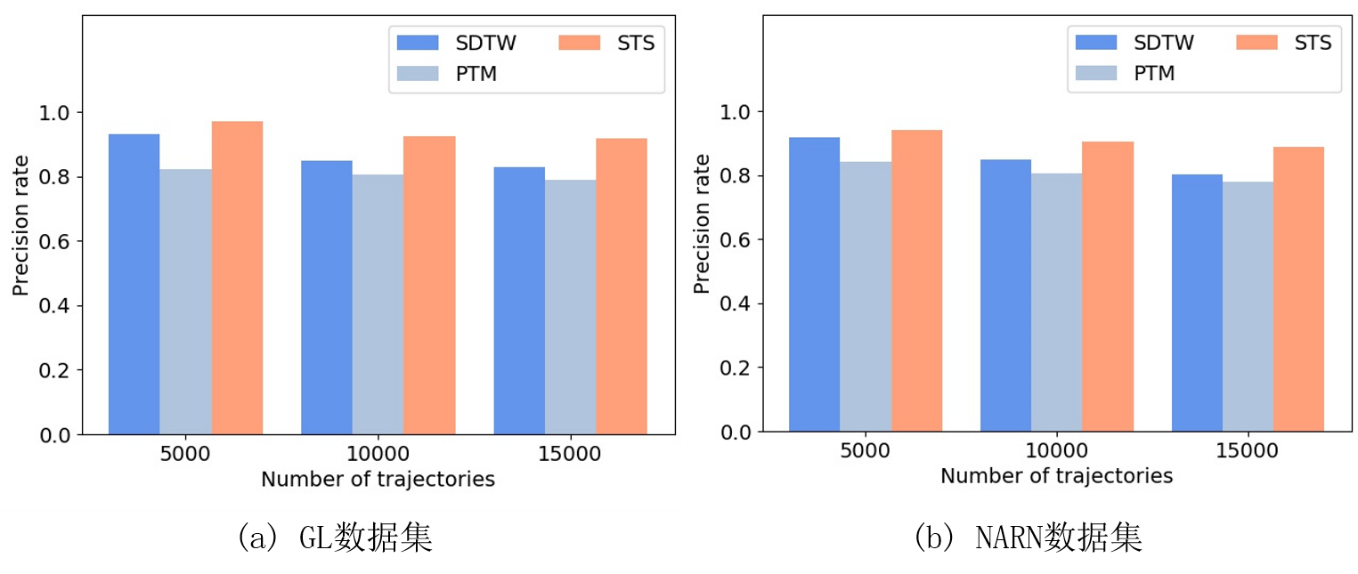 SDTW
PTM
STS
Precision rate
1.0
0.8
0.6
0.4
0.2
0.0
5000
10000
15000
Number of trajectories
(a) GL数据集
SDTW
PTM
STS
Precision rate
1.0
0.8
0.6
0.4
0.2
0.0
5000
10000
15000
Number of trajectories
(b) NARN数据集